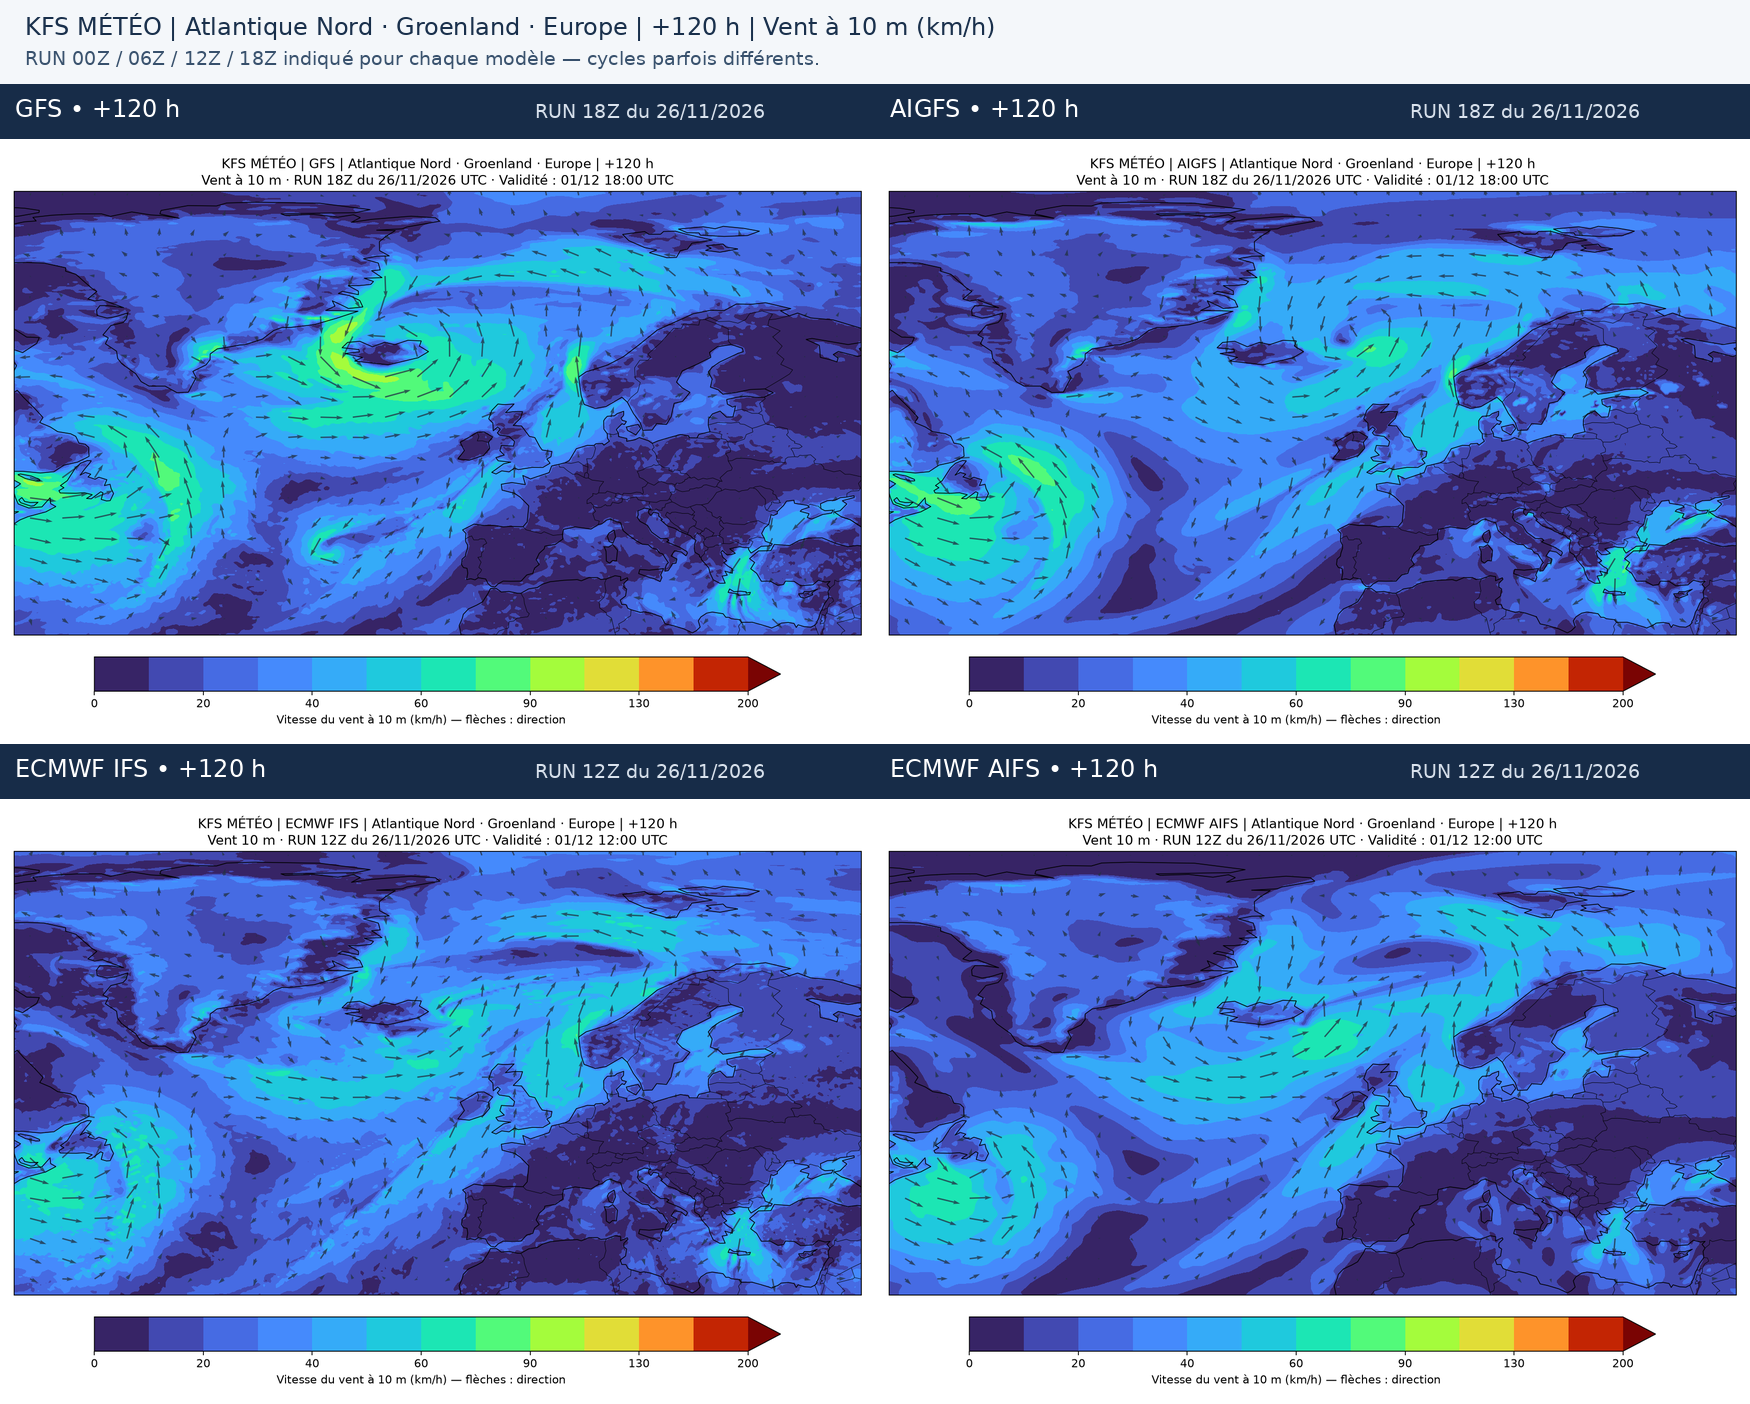 KFS MÉTÉO | Atlantique Nord · Groenland · Europe | +120 h | Vent à 10 m (km/h)
RUN 00Z / 06Z / 12Z / 18Z indiqué pour chaque modèle — cycles parfois différents.
GFS • +120 h
RUN 18Z du 26/11/2026
KFS MÉTÉO | GFS | Atlantique Nord · Groenland · Europe | +120 h
Vent à 10 m · RUN 18Z du 26/11/2026 UTC · Validité : 01/12 18:00 UTC
0 20 40 60 90 130 200
Vitesse du vent à 10 m (km/h) — flèches : direction
AIGFS • +120 h
RUN 18Z du 26/11/2026
KFS MÉTÉO | AIGFS | Atlantique Nord · Groenland · Europe | +120 h
Vent à 10 m · RUN 18Z du 26/11/2026 UTC · Validité : 01/12 18:00 UTC
0 20 40 60 90 130 200
Vitesse du vent à 10 m (km/h) — flèches : direction
ECMWF IFS • +120 h
RUN 12Z du 26/11/2026
KFS MÉTÉO | ECMWF IFS | Atlantique Nord · Groenland · Europe | +120 h
Vent 10 m · RUN 12Z du 26/11/2026 UTC · Validité : 01/12 12:00 UTC
0 20 40 60 90 130 200
Vitesse du vent à 10 m (km/h) — flèches : direction
ECMWF AIFS • +120 h
RUN 12Z du 26/11/2026
KFS MÉTÉO | ECMWF AIFS | Atlantique Nord · Groenland · Europe | +120 h
Vent 10 m · RUN 12Z du 26/11/2026 UTC · Validité : 01/12 12:00 UTC
0 20 40 60 90 130 200
Vitesse du vent à 10 m (km/h) — flèches : direction